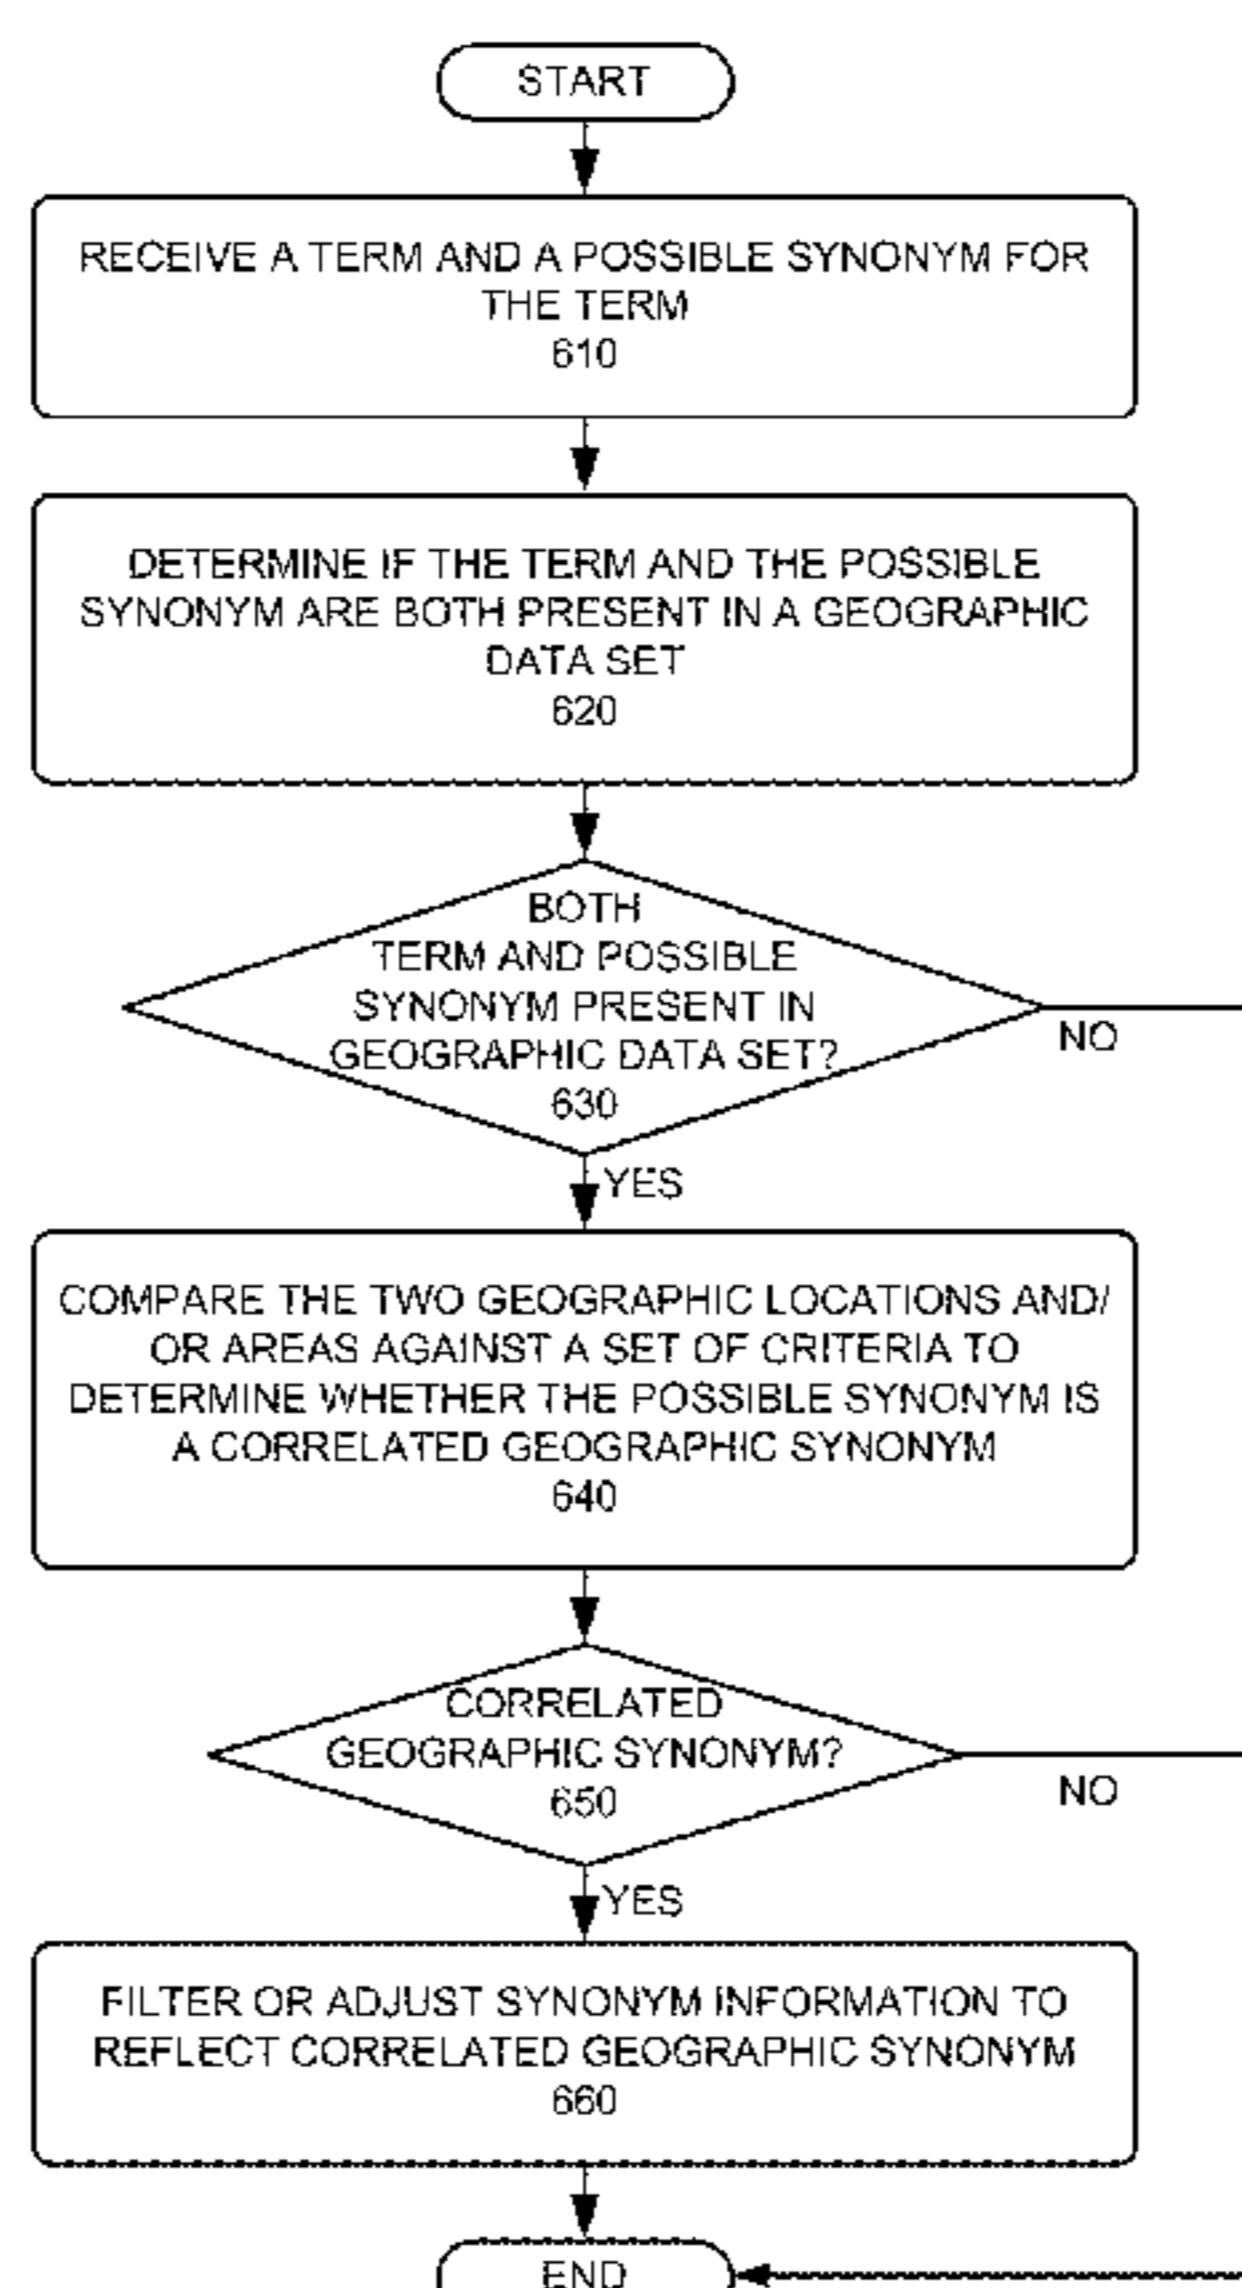 START
RECEIVE A TERM AND A POSSIBLE SYNONYM FOR
THE TERM
610
DETERMINE IF THE TERM AND THE POSSIBLE
SYNONYM ARE BOTH PRESENT IN A GEOGRAPHIC
DATA SET
620
BOTH
TERM AND POSSIBLE
SYNONYM PRESENT IN
GEOGRAPHIC DATA SET?
630
NO
YES
COMPARE THE TWO GEOGRAPHIC LOCATIONS AND/
OR AREAS AGAINST A SET OF CRITERIA TO
DETERMINE WHETHER THE POSSIBLE SYNONYM IS
A CORRELATED GEOGRAPHIC SYNONYM
640
CORRELATED
GEOGRAPHIC SYNONYM?
650
NO
YES
FILTER OR ADJUST SYNONYM INFORMATION TO
REFLECT CORRELATED GEOGRAPHIC SYNONYM
660
END